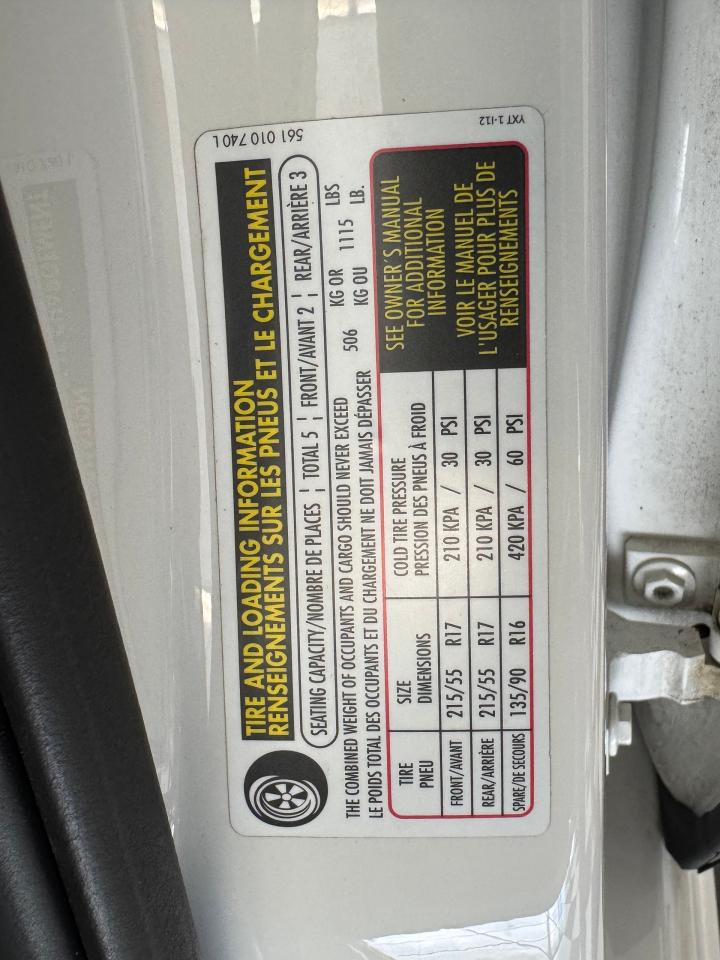 561 010 740 L
TIRE AND LOADING INFORMATION
RENSEIGNEMENTS SUR LES PNEUS ET LE CHARGEMENT
SEATING CAPACITY/NOMBRE DE PLACES ¦ TOTAL 5 ¦ FRONT/AVANT 2 ¦ REAR/ARRIÈRE 3
THE COMBINED WEIGHT OF OCCUPANTS AND CARGO SHOULD NEVER EXCEED 506 KG OR 1115 LBS
LE POIDS TOTAL DES OCCUPANTS ET DU CHARGEMENT NE DOIT JAMAIS DÉPASSER KG OU LB.
TIRE SIZE COLD TIRE PRESSURE
PNEU DIMENSIONS PRESSION DES PNEUS À FROID
FRONT/AVANT 215/55 R17 210 KPA / 30 PSI
REAR/ARRIÈRE 215/55 R17 210 KPA / 30 PSI
SPARE/DE SECOURS 135/90 R16 420 KPA / 60 PSI
SEE OWNER'S MANUAL
FOR ADDITIONAL
INFORMATION
VOIR LE MANUEL DE
L'USAGER POUR PLUS DE
RENSEIGNEMENTS
YXT 1-I12